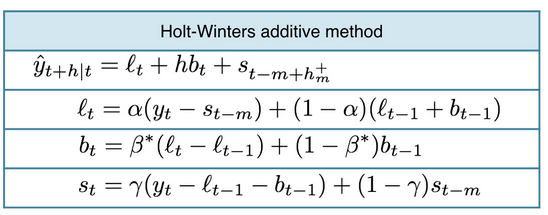 Holt-Winters additive method
ŷ_{t+h|t} = ℓ_t + hb_t + s_{t−m+h_m^+}
ℓ_t = α(y_t − s_{t−m}) + (1 − α)(ℓ_{t−1} + b_{t−1})
b_t = β*(ℓ_t − ℓ_{t−1}) + (1 − β*)b_{t−1}
s_t = γ(y_t − ℓ_{t−1} − b_{t−1}) + (1 − γ)s_{t−m}